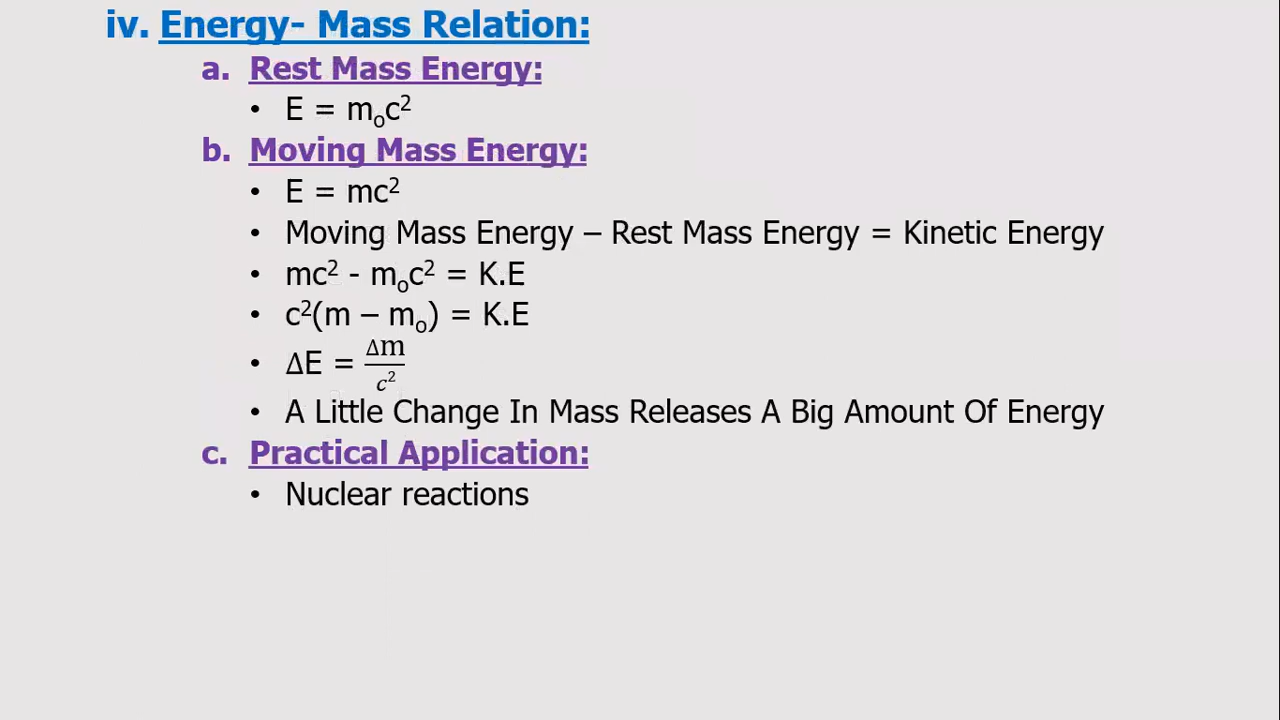 iv. Energy- Mass Relation:
a. Rest Mass Energy:
• E = m₀c²
b. Moving Mass Energy:
• E = mc²
• Moving Mass Energy – Rest Mass Energy = Kinetic Energy
• mc² - m₀c² = K.E
• c²(m – m₀) = K.E
• ΔE = Δm/c²
• A Little Change In Mass Releases A Big Amount Of Energy
c. Practical Application:
• Nuclear reactions